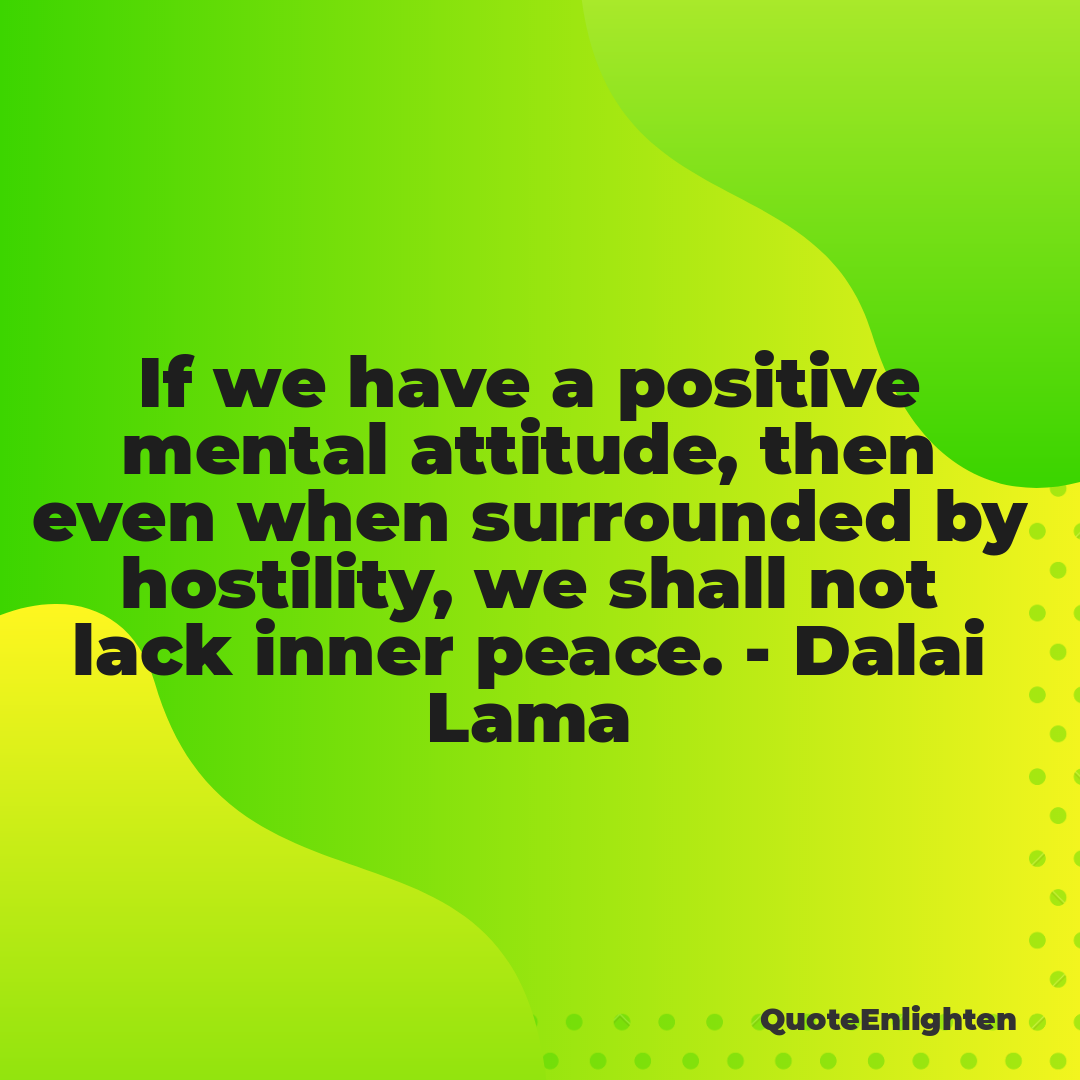 If we have a positive
mental attitude, then
even when surrounded by
hostility, we shall not
lack inner peace. - Dalai
Lama
QuoteEnlighten